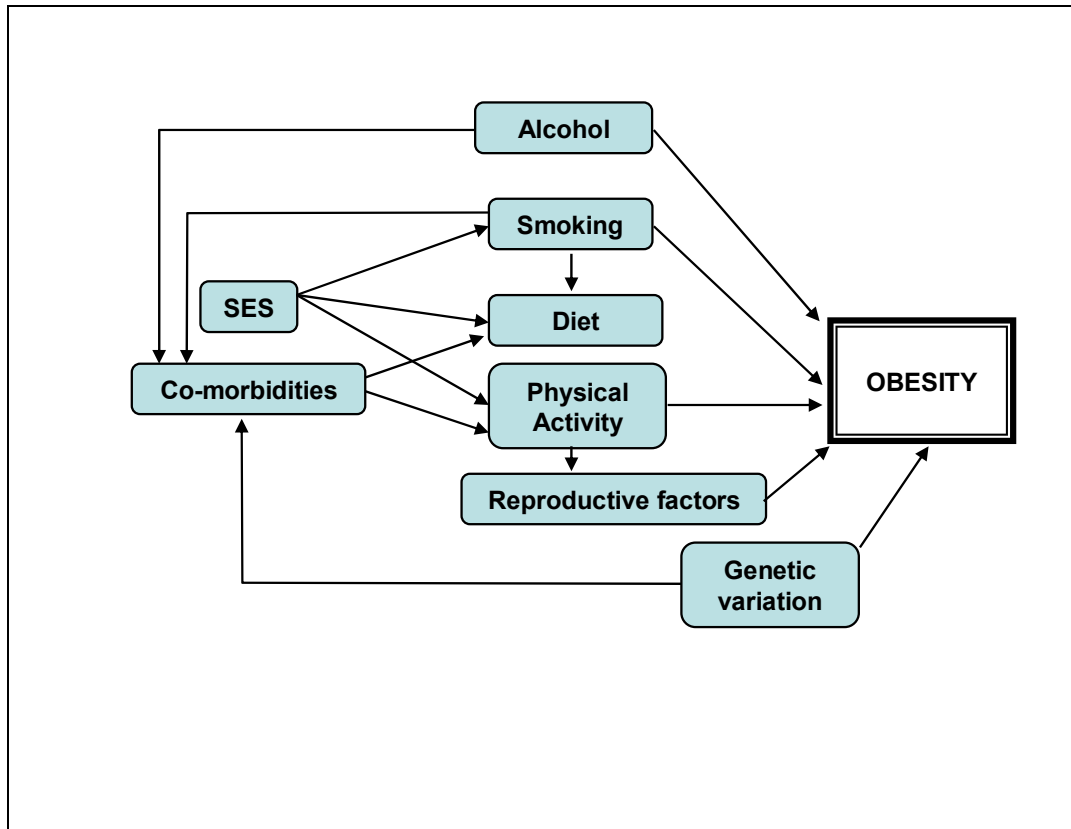 Alcohol
Smoking
SES
Diet
Co-morbidities
Physical
Activity
OBESITY
Reproductive factors
Genetic
variation